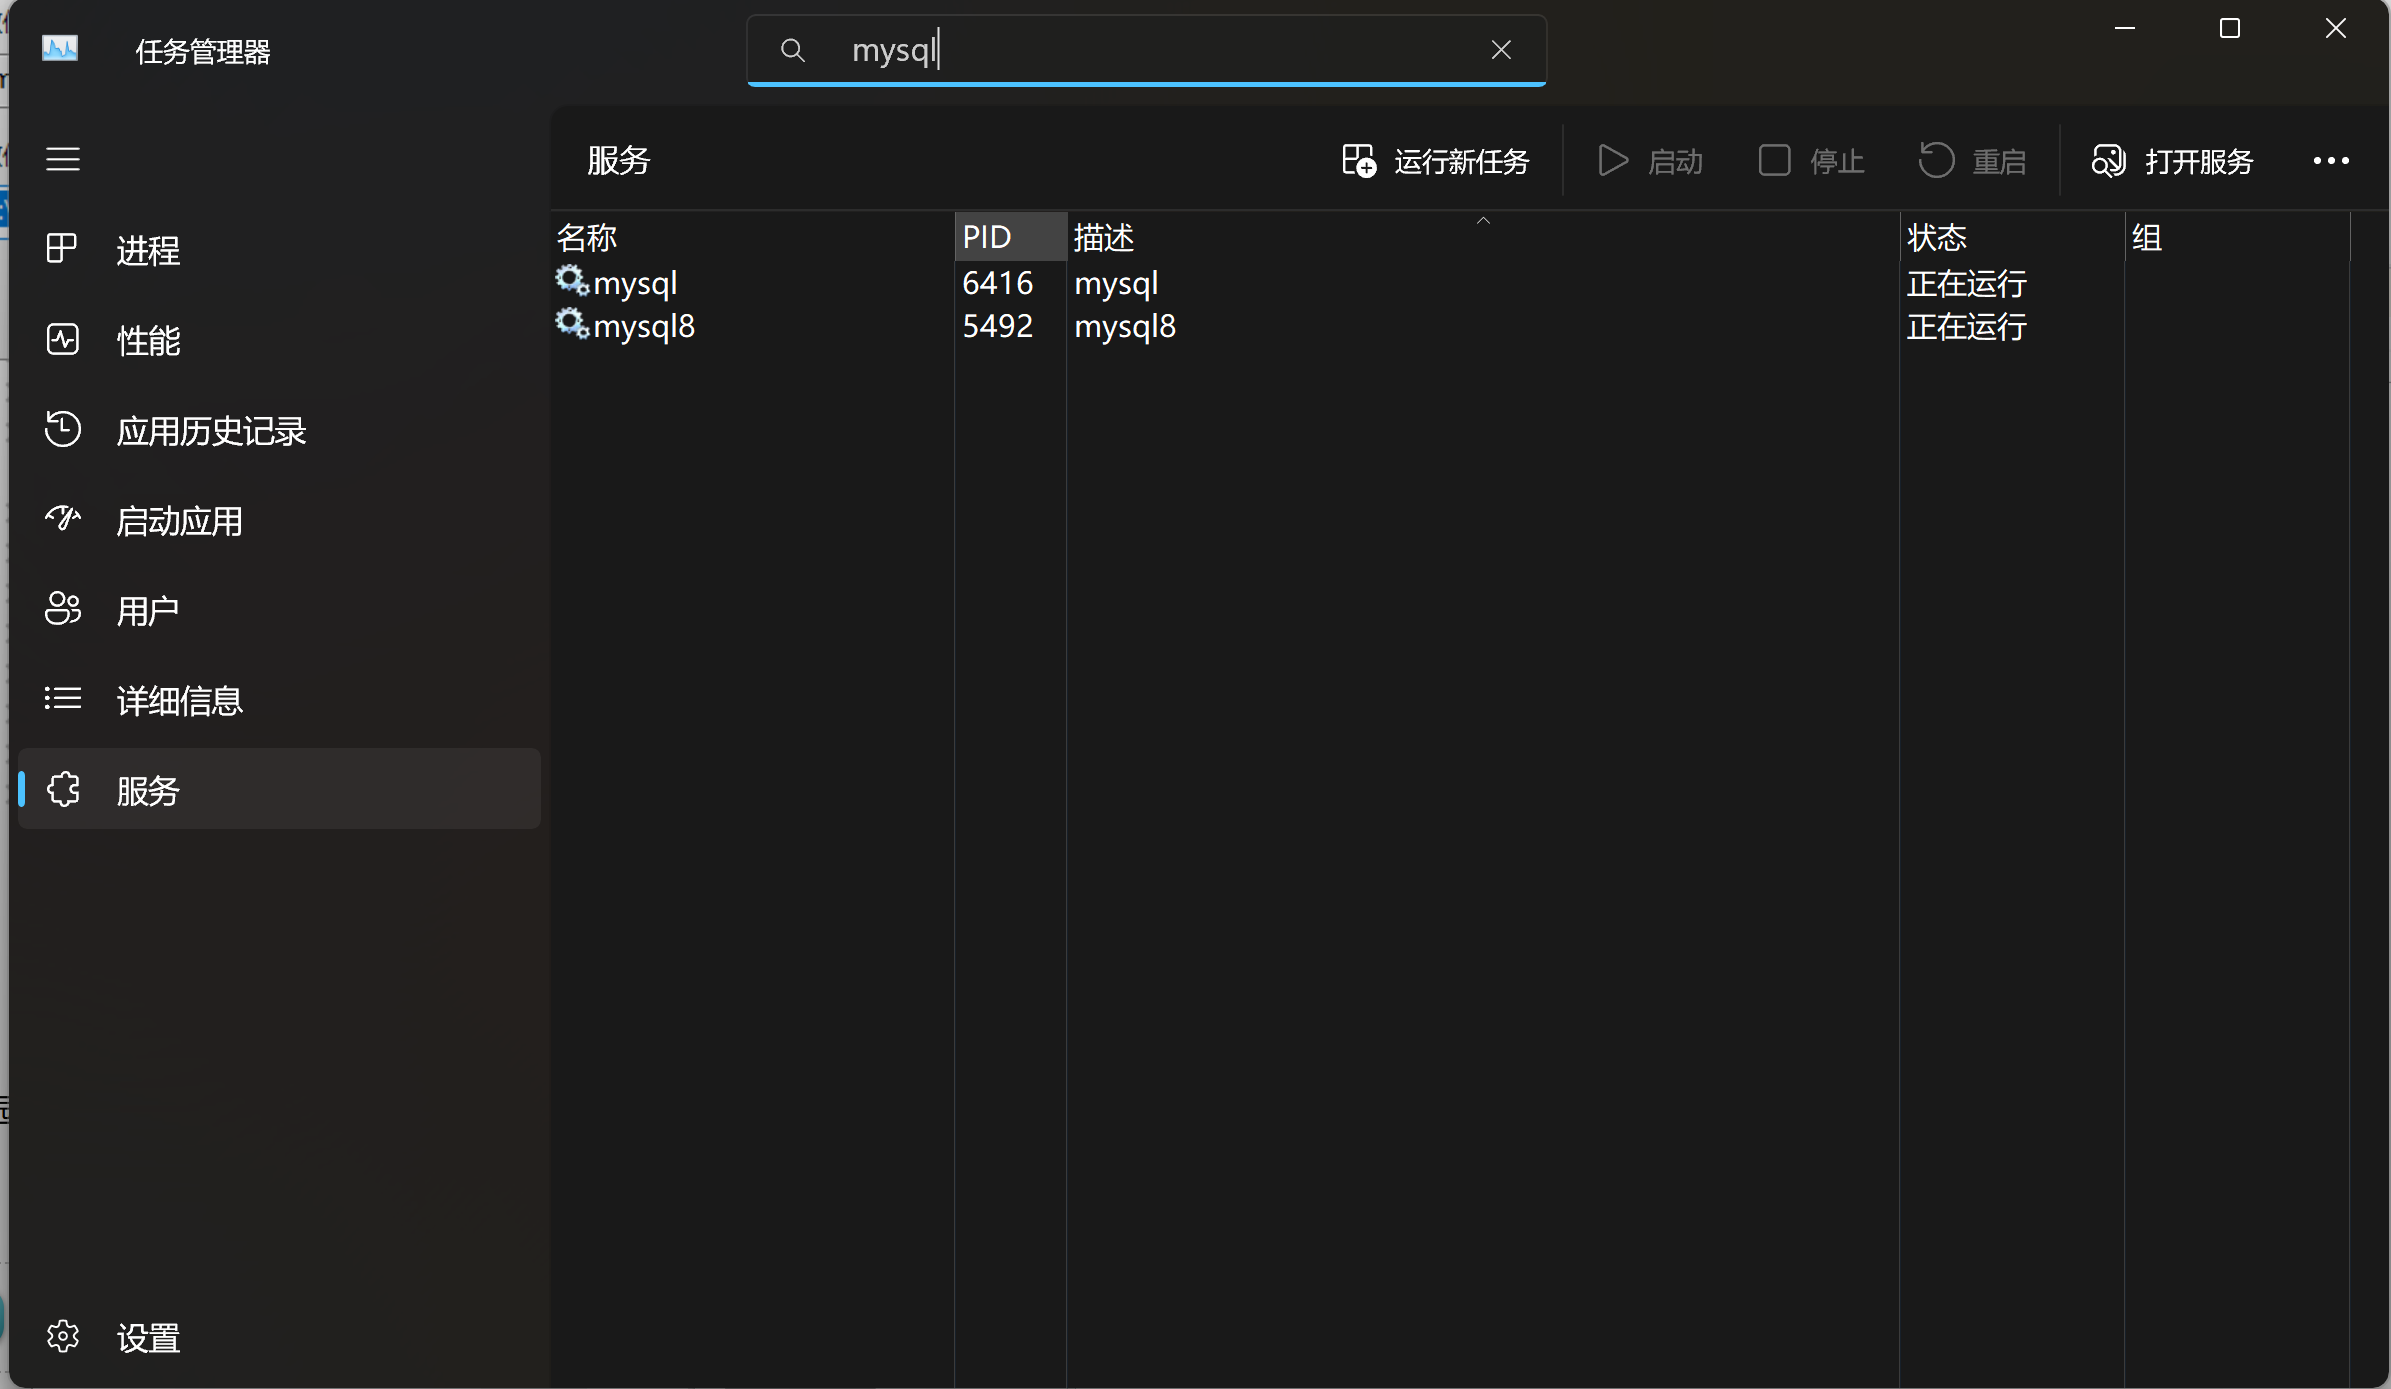 任务管理器
mysql
服务
运行新任务
启动
停止
重启
打开服务
进程
性能
应用历史记录
启动应用
用户
详细信息
服务
设置
名称 PID 描述 状态 组
mysql 6416 mysql 正在运行
mysql8 5492 mysql8 正在运行